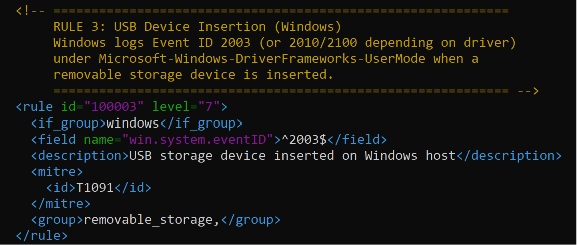 <!-- =====================================================
RULE 3: USB Device Insertion (Windows)
Windows logs Event ID 2003 (or 2010/2100 depending on driver)
under Microsoft-Windows-DriverFrameworks-UserMode when a
removable storage device is inserted.
===================================================== -->
<rule id="100003" level="7">
<if_group>windows</if_group>
<field name="win.system.eventID">^2003$</field>
<description>USB storage device inserted on Windows host</description>
<mitre>
<id>T1091</id>
</mitre>
<group>removable_storage,</group>
</rule>